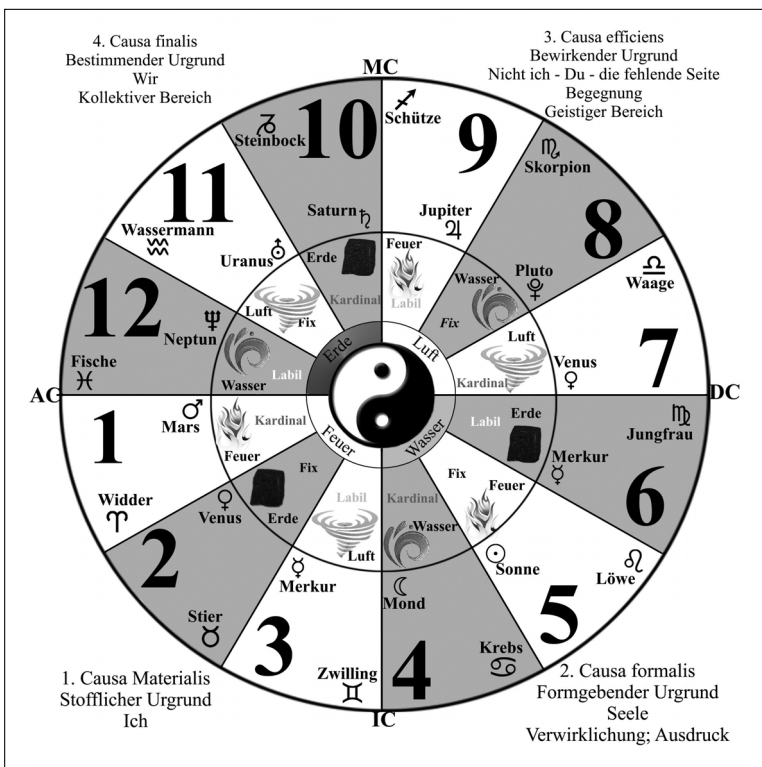 4. Causa finalis
Bestimmender Urgrund
Wir
Kollektiver Bereich
3. Causa efficiens
Bewirkender Urgrund
Nicht ich - Du - die fehlende Seite
Begegnung
Geistiger Bereich
MC
10
Steinbock
Saturn ♄
Erde
Kardinal
Schütze
9
Jupiter
Feuer
Labil
11
Wassermann
Uranus
Luft
Fix
Skorpion
8
Pluto
Wasser
Fix
12
Neptun
Fische
Wasser
Labil
Waage
7
Venus
Luft
Kardinal
Erde
Luft
AC
DC
Feuer
Wasser
1
Mars
Widder
Kardinal
Feuer
Jungfrau
6
Merkur
Erde
Labil
2
Venus
Stier
Fix
Erde
Löwe
5
Sonne
Feuer
Fix
3
Merkur
Zwilling
Labil
Luft
4
Mond
Krebs
Kardinal
Wasser
IC
1. Causa Materialis
Stofflicher Urgrund
Ich
2. Causa formalis
Formgebender Urgrund
Seele
Verwirklichung; Ausdruck